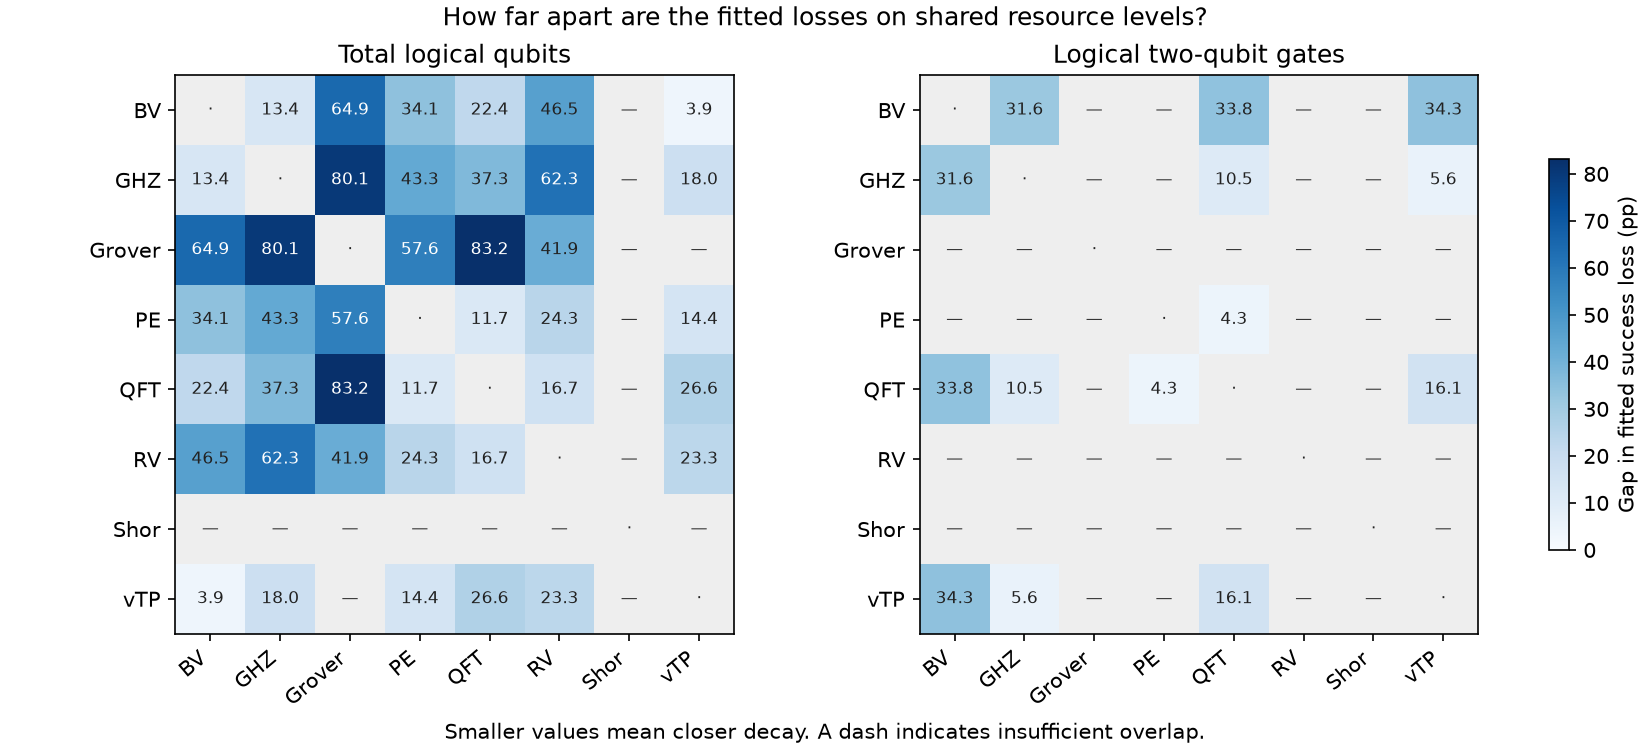 How far apart are the fitted losses on shared resource levels?
Total logical qubits
BV · 13.4 64.9 34.1 22.4 46.5 — 3.9
GHZ 13.4 · 80.1 43.3 37.3 62.3 — 18.0
Grover 64.9 80.1 · 57.6 83.2 41.9 — —
PE 34.1 43.3 57.6 · 11.7 24.3 — 14.4
QFT 22.4 37.3 83.2 11.7 · 16.7 — 26.6
RV 46.5 62.3 41.9 24.3 16.7 · — 23.3
Shor — — — — — — · —
vTP 3.9 18.0 — 14.4 26.6 23.3 — ·
BV GHZ Grover PE QFT RV Shor vTP
Logical two-qubit gates
BV · 31.6 — — 33.8 — — 34.3
GHZ 31.6 · — — 10.5 — — 5.6
Grover — — · — — — — —
PE — — — · 4.3 — — —
QFT 33.8 10.5 — 4.3 · — — 16.1
RV — — — — — · — —
Shor — — — — — — · —
vTP 34.3 5.6 — — 16.1 — — ·
BV GHZ Grover PE QFT RV Shor vTP
80
70
60
50
40
30
20
10
0
Gap in fitted success loss (pp)
Smaller values mean closer decay. A dash indicates insufficient overlap.